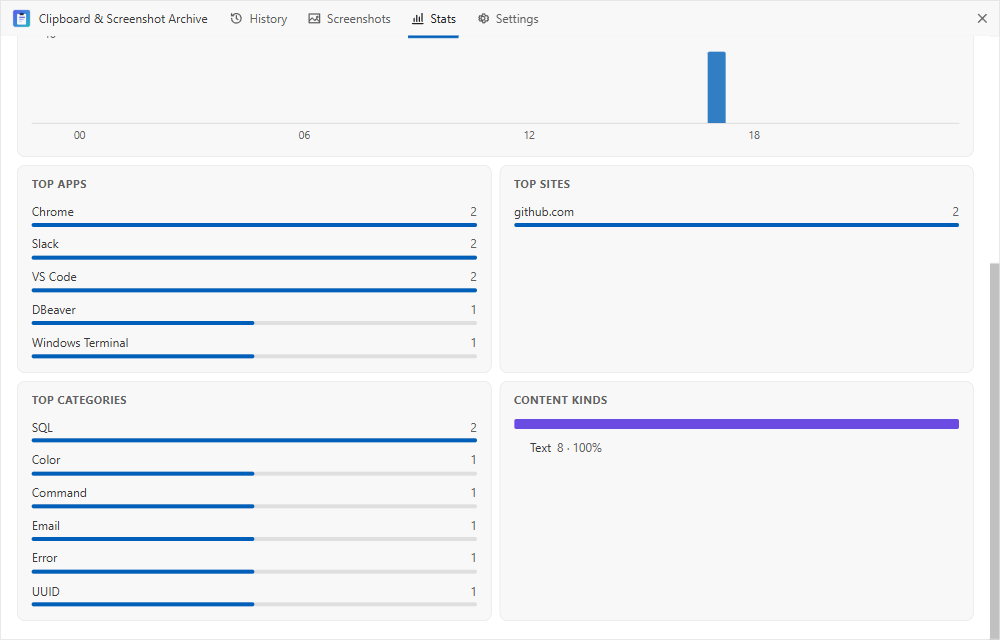 Clipboard & Screenshot Archive History Screenshots Stats Settings
00 06 12 18
TOP APPS
Chrome 2
Slack 2
VS Code 2
DBeaver 1
Windows Terminal 1
TOP SITES
github.com 2
TOP CATEGORIES
SQL 2
Color 1
Command 1
Email 1
Error 1
UUID 1
CONTENT KINDS
Text 8 · 100%